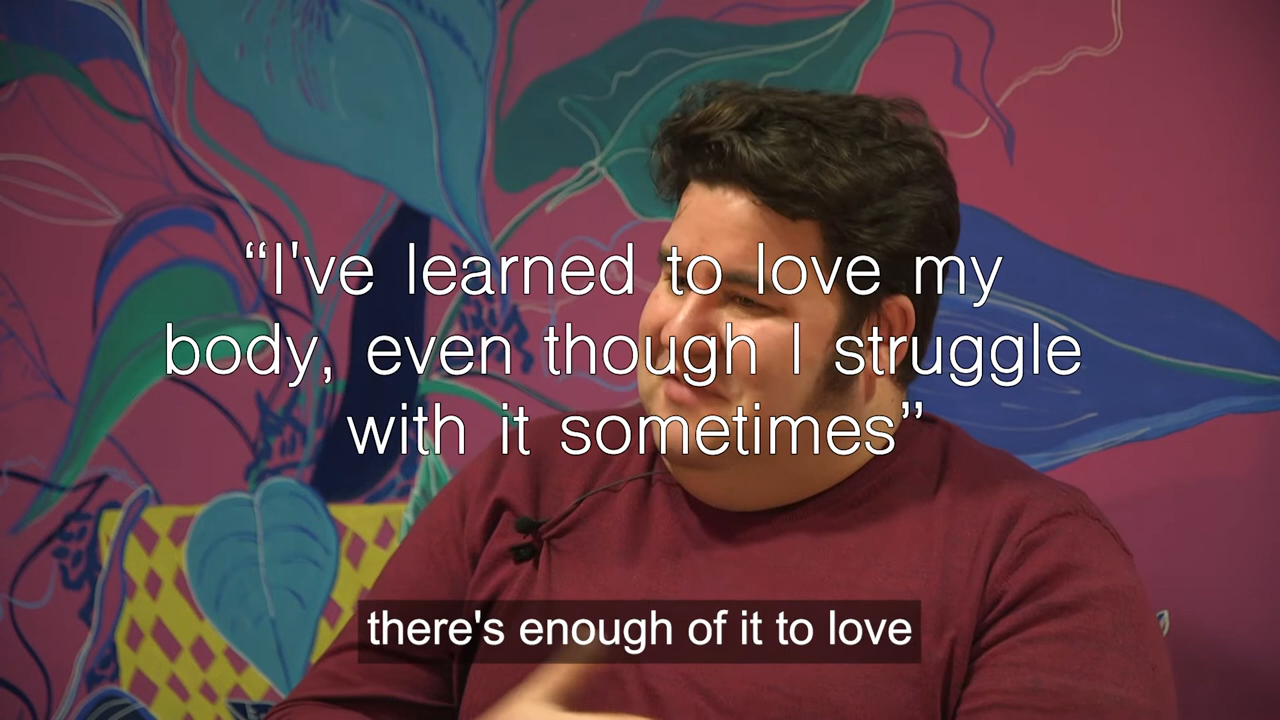 “I've learned to love my
body, even though I struggle
with it sometimes”
there's enough of it to love